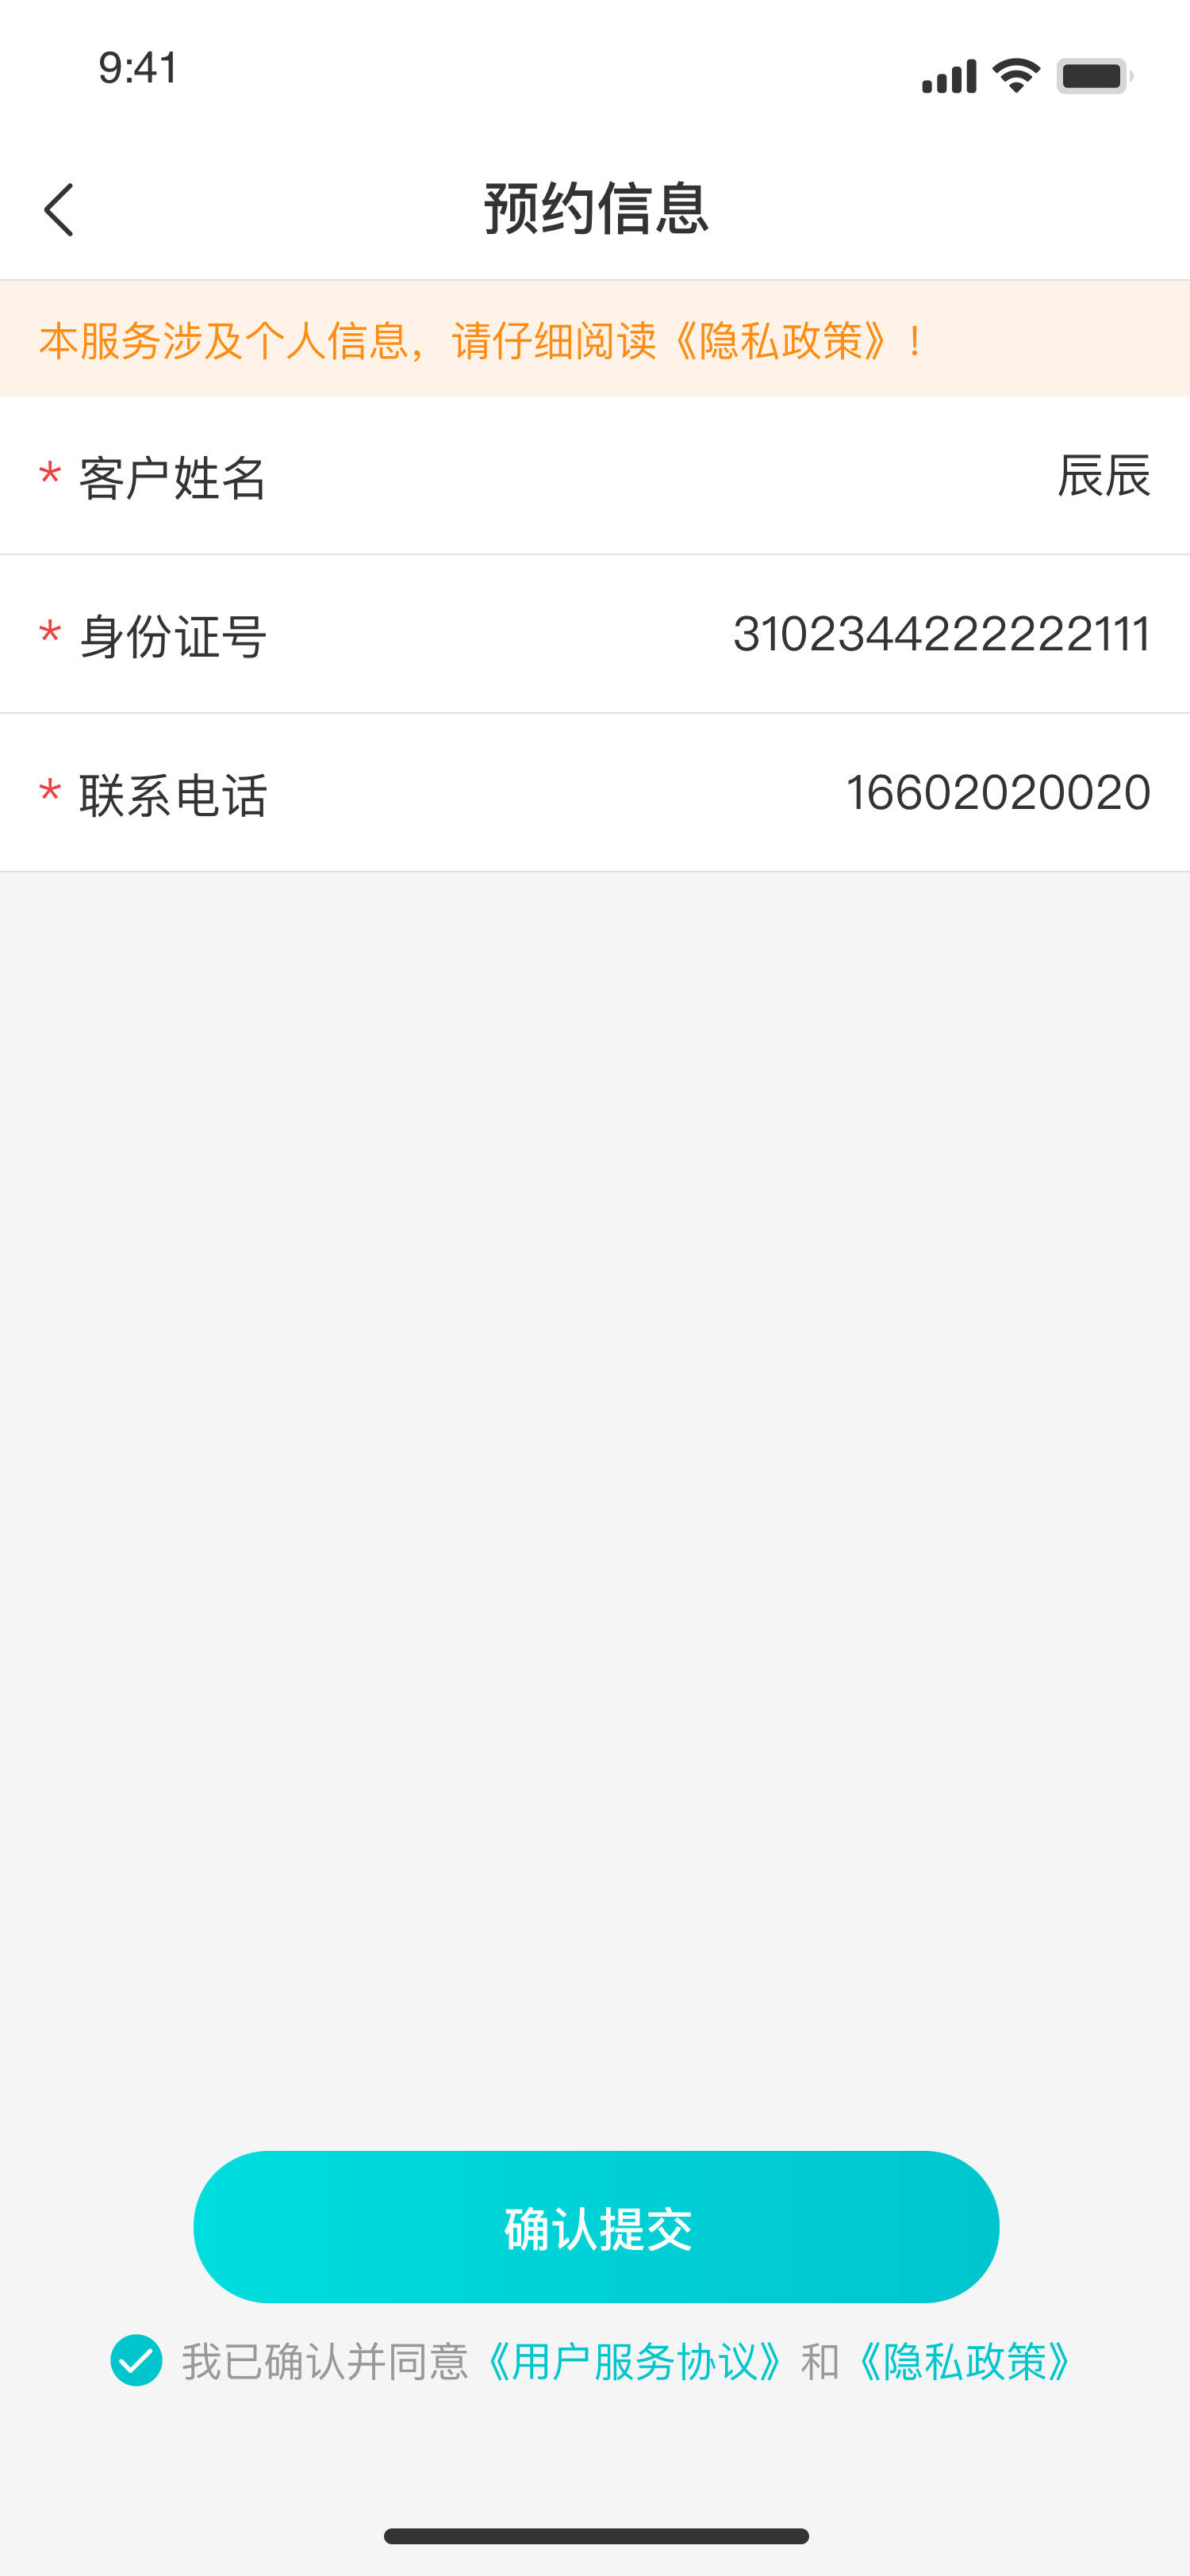 9:41
预约信息
本服务涉及个人信息，请仔细阅读《隐私政策》！
* 客户姓名 辰辰
* 身份证号 3102344222222111
* 联系电话 16602020020
确认提交
我已确认并同意《用户服务协议》和《隐私政策》